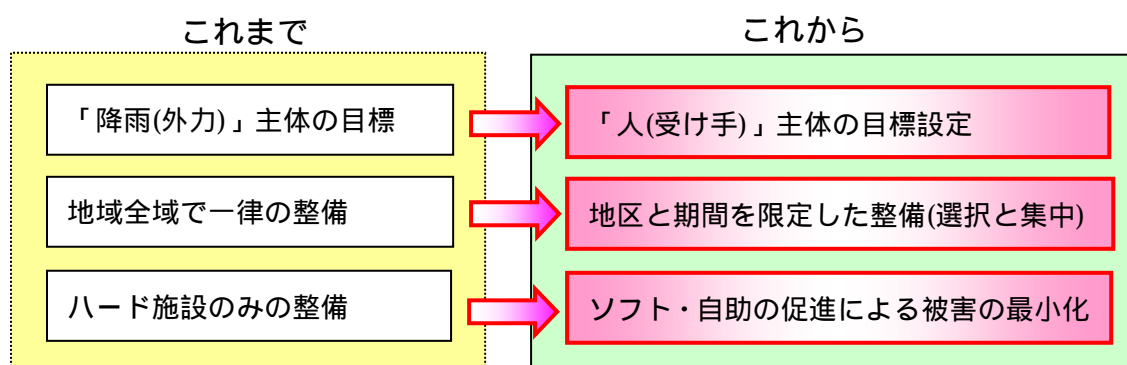 これまで
これから
「降雨(外力)」主体の目標
「人(受け手)」主体の目標設定
地域全域で一律の整備
地区と期間を限定した整備(選択と集中)
ハード施設のみの整備
ソフト・自助の促進による被害の最小化